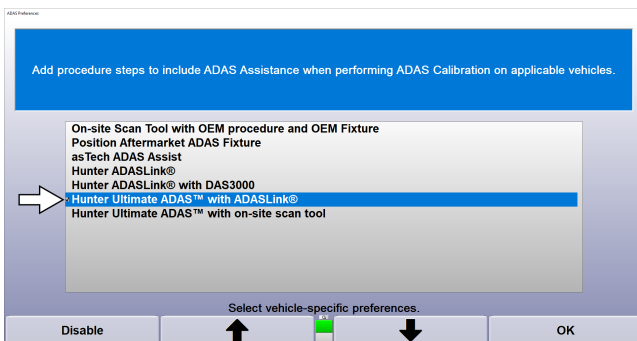 ADAS Preferences
Add procedure steps to include ADAS Assistance when performing ADAS Calibration on applicable vehicles.
On-site Scan Tool with OEM procedure and OEM Fixture
Position Aftermarket ADAS Fixture
asTech ADAS Assist
Hunter ADASLink®
Hunter ADASLink® with DAS3000
Hunter Ultimate ADAS™ with ADASLink®
Hunter Ultimate ADAS™ with on-site scan tool
Select vehicle-specific preferences.
Disable
OK